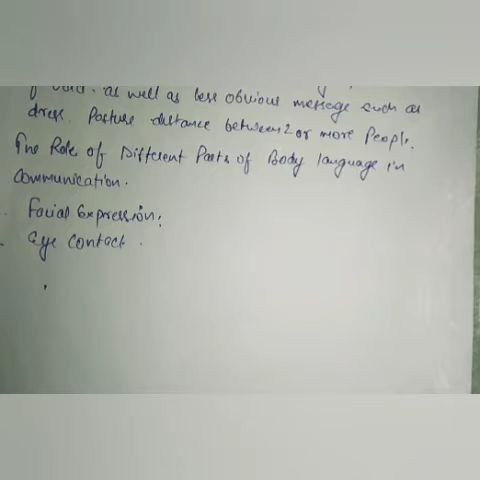 as well as less obvious message such as
dress. Posture distance between 2 or more People.
The Role of Different Parts of Body language in
Communication.
Facial Expression:
Eye Contact.